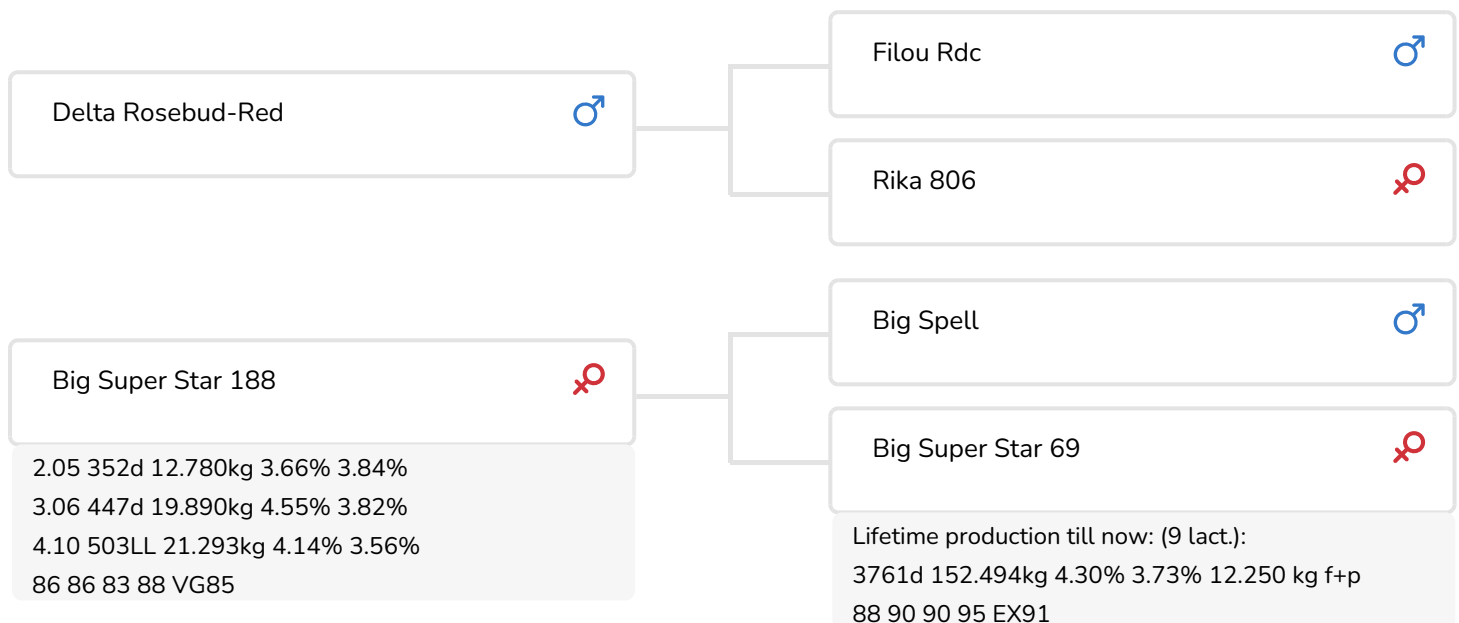 Delta Rosebud-Red
Filou Rdc
Rika 806
Big Super Star 188
2.05 352d 12.780kg 3.66% 3.84%
3.06 447d 19.890kg 4.55% 3.82%
4.10 503LL 21.293kg 4.14% 3.56%
86 86 83 88 VG85
Big Spell
Big Super Star 69
Lifetime production till now: (9 lact.):
3761d 152.494kg 4.30% 3.73% 12.250 kg f+p
88 90 90 95 EX91